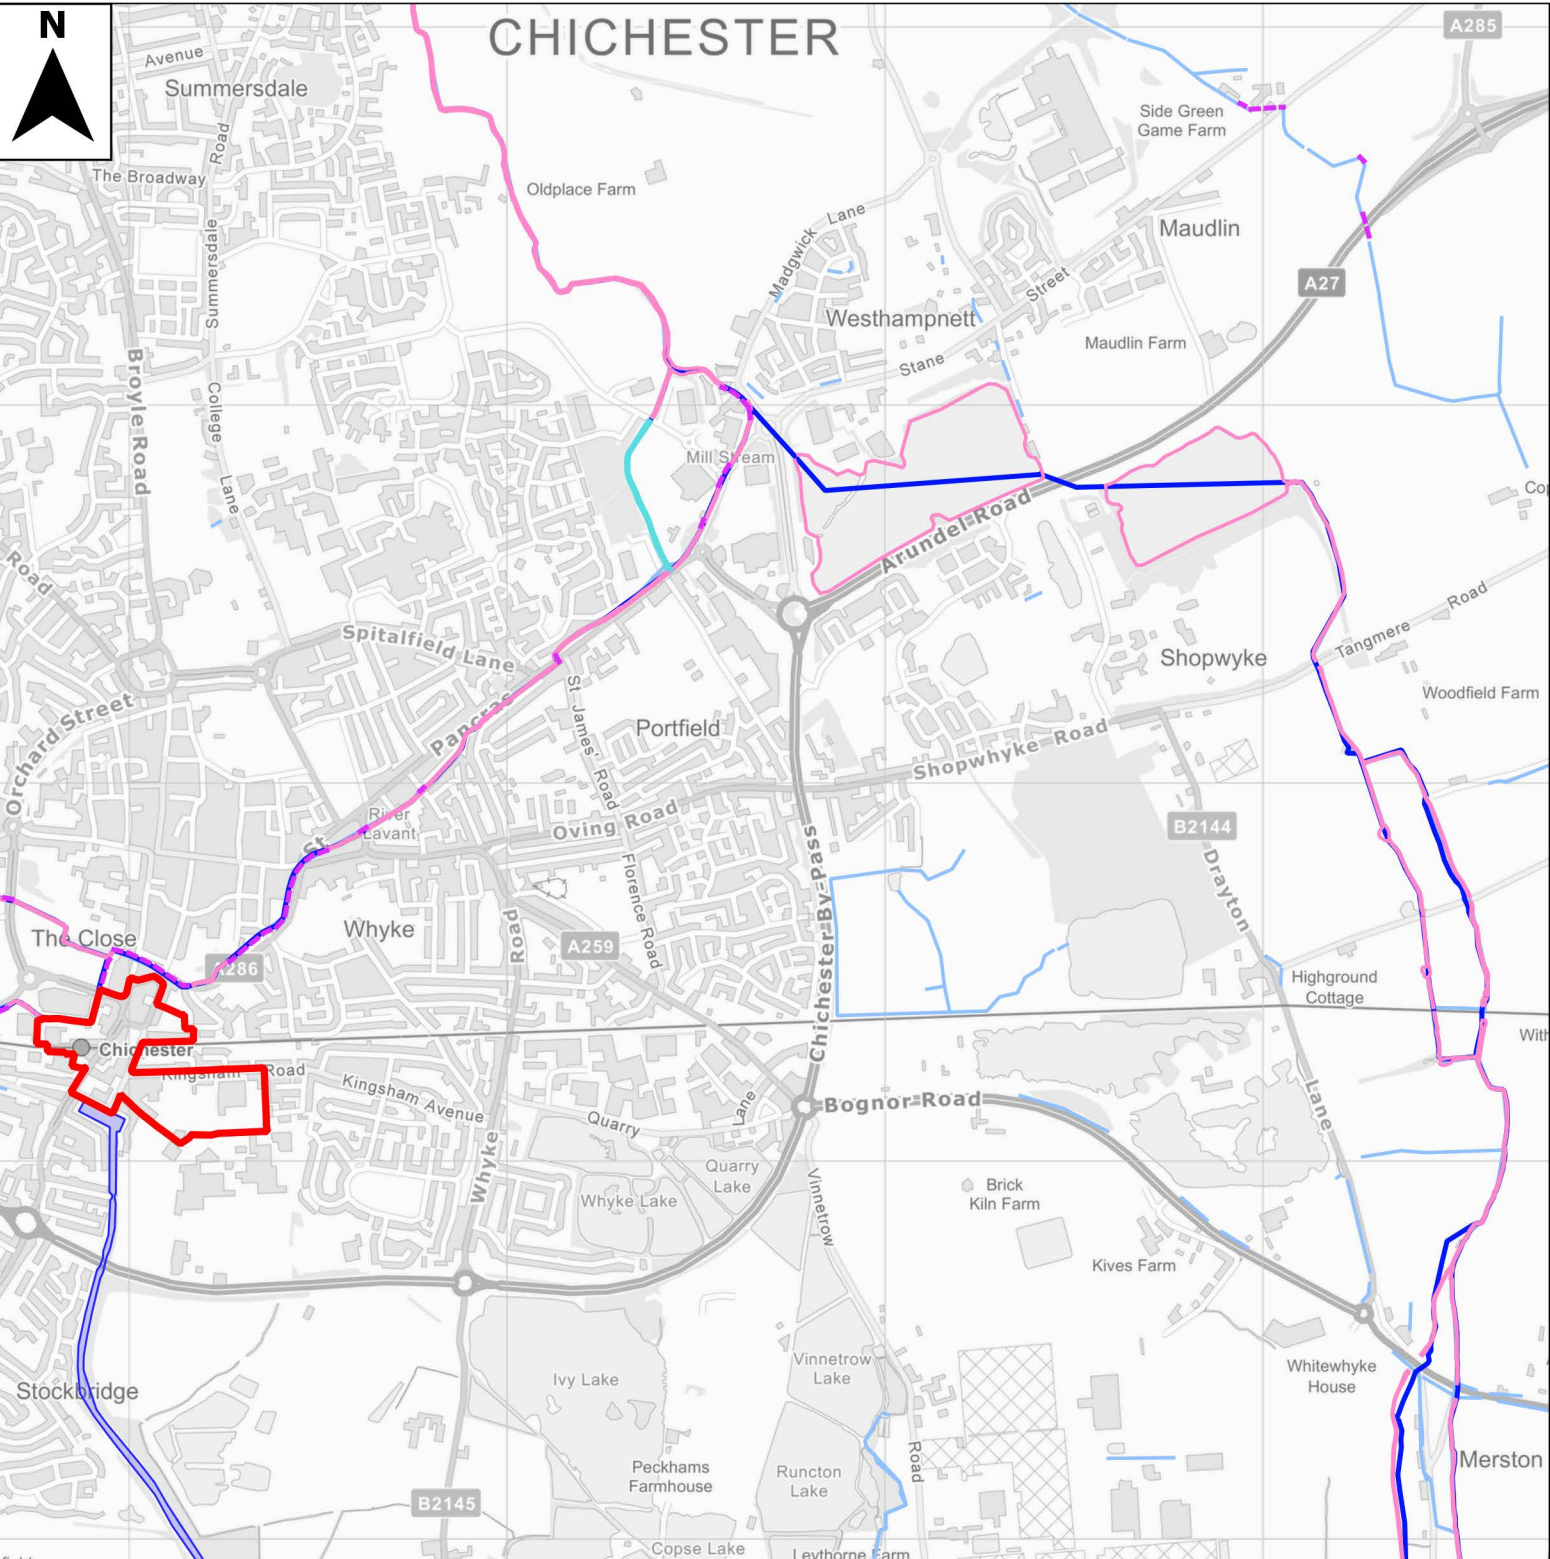 N
CHICHESTER
A285
Avenue
Summersdale
Side Green
Game Farm
Road
The Broadway
Oldplace Farm
Lane
Maudlin
Madgwick
Summersdale
A27
Street
Westhampnett
Maudlin Farm
Stane
Broyle Road
College
Mill Stream
Lane
Arundel Road
Road
Spitalfield Lane
Road
Tangmere
Shopwyke
Woodfield Farm
Orchard Street
St. James' Road
Pancras
Portfield
Shopwhyke Road
River
Lavant
St
Oving Road
B2144
Chichester By-Pass
Florence Road
Drayton
Whyke
The Close
Road
A259
A286
Highground
Cottage
Chichester
Kingsham Road
Kingsham Avenue
Quarry
Lane
Bognor Road
Lane
Whyke
Quarry
Lake
Whyke Lake
Vinnetrow
Brick
Kiln Farm
Kives Farm
Ivy Lake
Vinnetrow
Lake
Whitewhyke
House
Stockbridge
Road
Merston
Peckhams
Farmhouse
Runcton
Lake
B2145
Copse Lake
Leythorne Farm